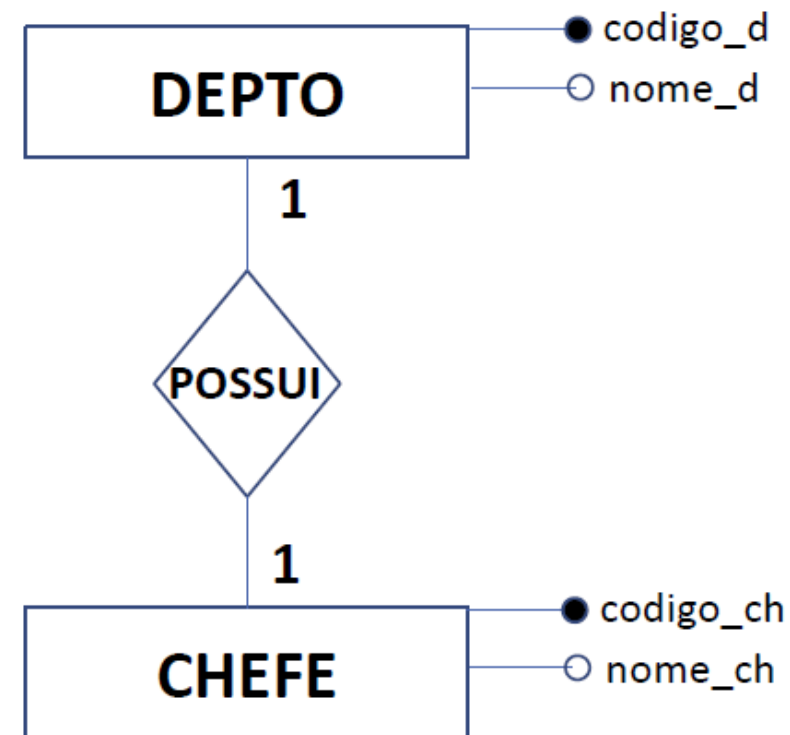 codigo_d
DEPTO
nome_d
1
POSSUI
1
codigo_ch
CHEFE
nome_ch